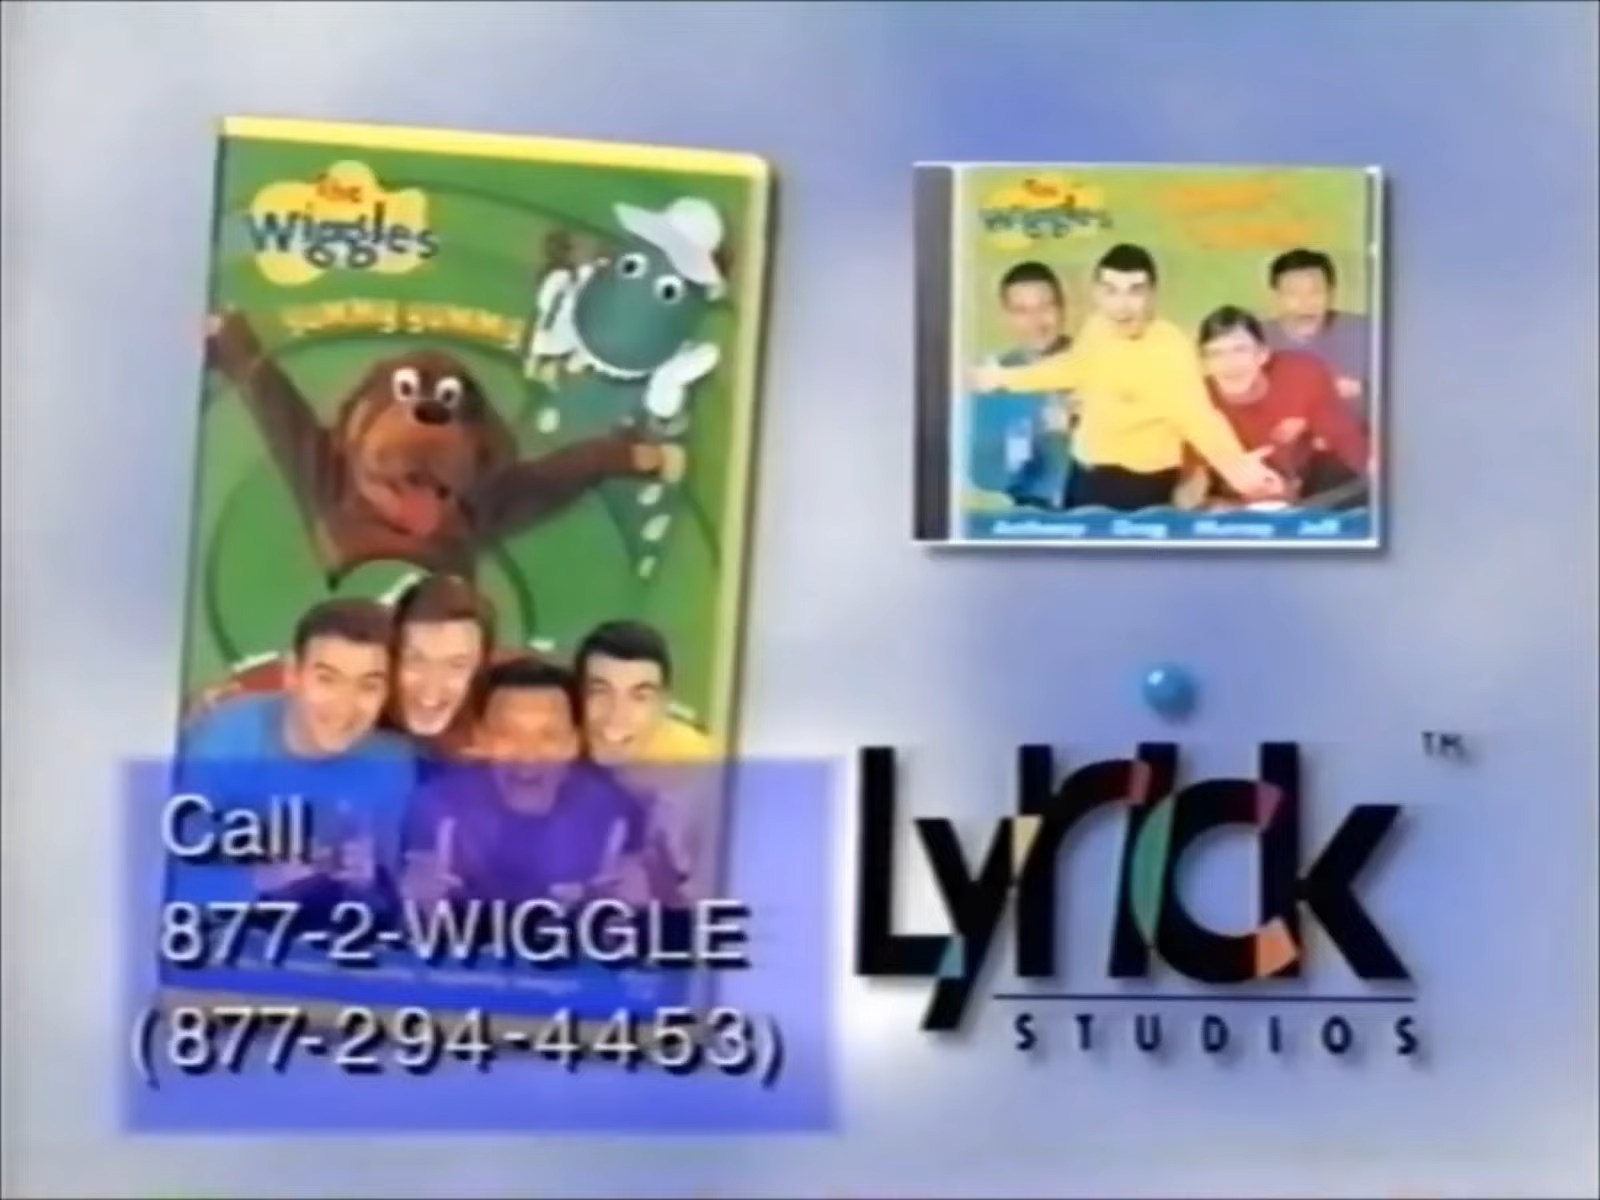 the
Wiggles
yummy yummy
the
Wiggles
Anthony Greg Murray Jeff
Call
877-2-WIGGLE
(877-294-4453)
Lyrick
TM
STUDIOS